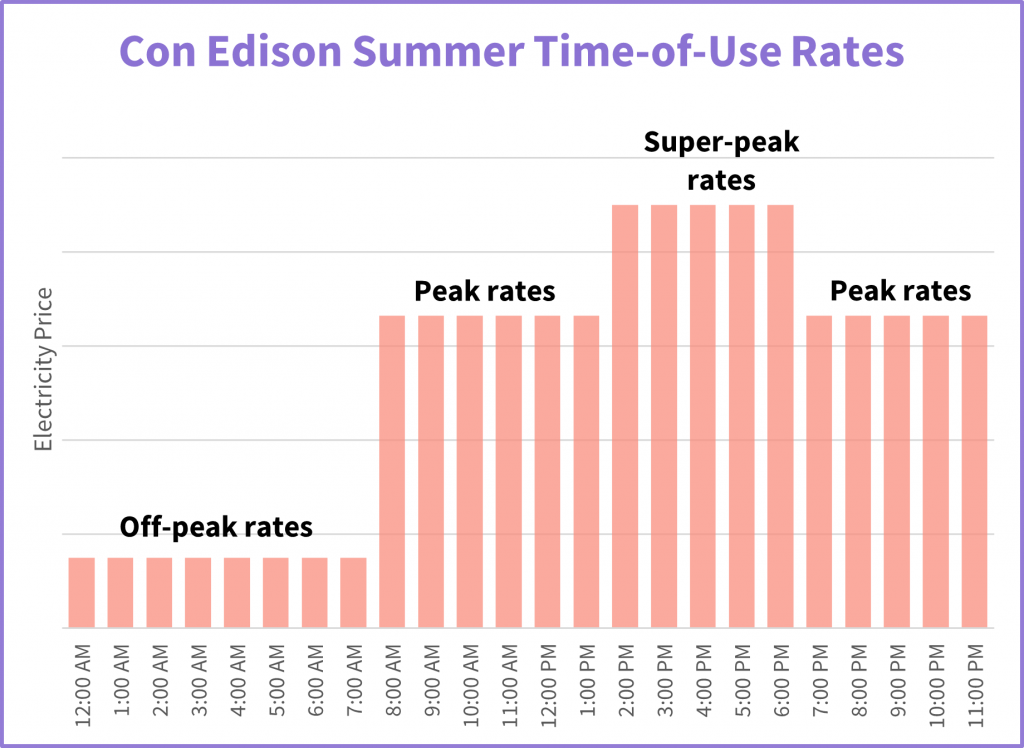 Con Edison Summer Time-of-Use Rates
Super-peak
rates
Peak rates
Peak rates
Off-peak rates
Electricity Price
12:00 AM
1:00 AM
2:00 AM
3:00 AM
4:00 AM
5:00 AM
6:00 AM
7:00 AM
8:00 AM
9:00 AM
10:00 AM
11:00 AM
12:00 PM
1:00 PM
2:00 PM
3:00 PM
4:00 PM
5:00 PM
6:00 PM
7:00 PM
8:00 PM
9:00 PM
10:00 PM
11:00 PM